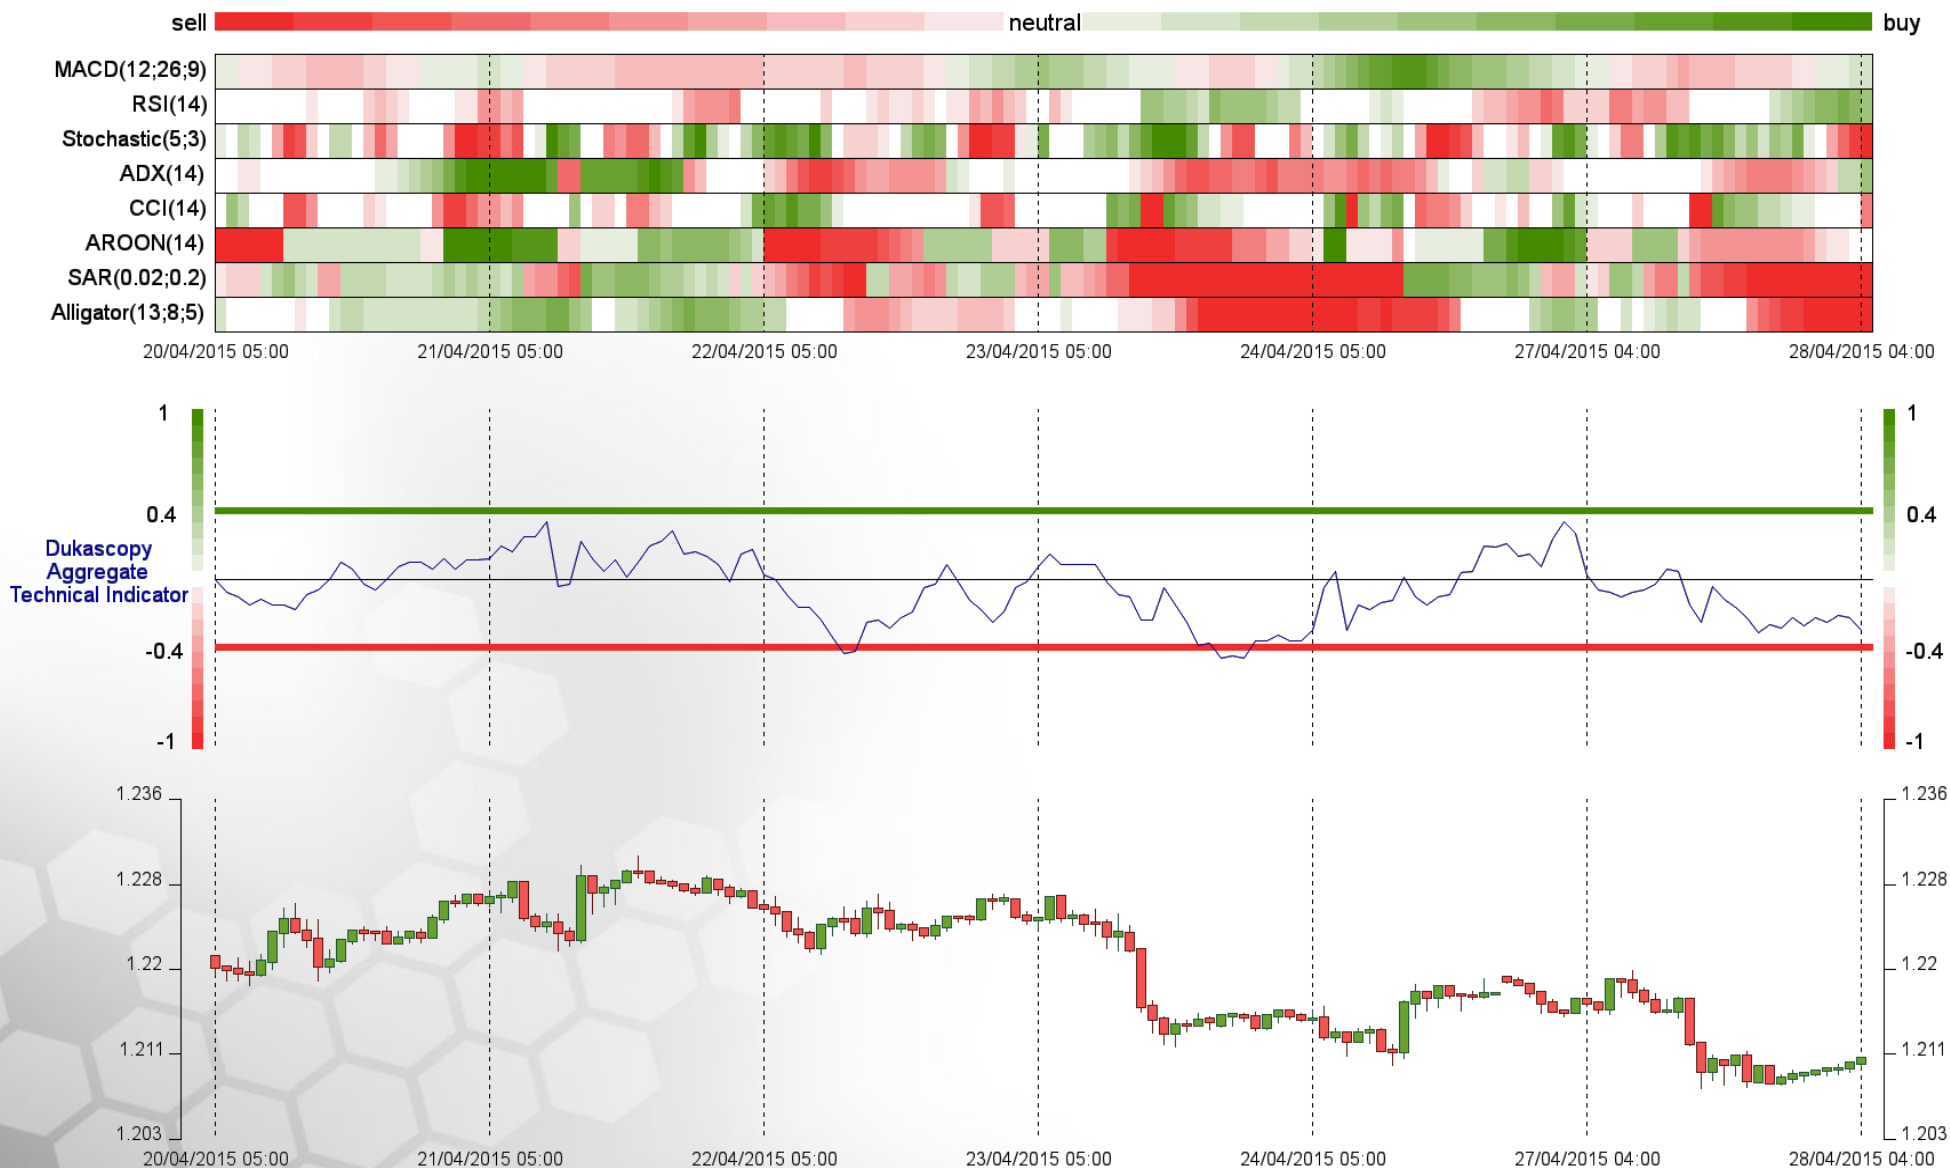 sell neutral buy
MACD(12;26;9)
RSI(14)
Stochastic(5;3)
ADX(14)
CCI(14)
AROON(14)
SAR(0.02;0.2)
Alligator(13;8;5)
20/04/2015 05:00 21/04/2015 05:00 22/04/2015 05:00 23/04/2015 05:00 24/04/2015 05:00 27/04/2015 04:00 28/04/2015 04:00
1 1
0.4 0.4
Dukascopy
Aggregate
Technical Indicator
-0.4 -0.4
-1 -1
1.236 1.236
1.228 1.228
1.22 1.22
1.211 1.211
1.203 1.203
20/04/2015 05:00 21/04/2015 05:00 22/04/2015 05:00 23/04/2015 05:00 24/04/2015 05:00 27/04/2015 04:00 28/04/2015 04:00